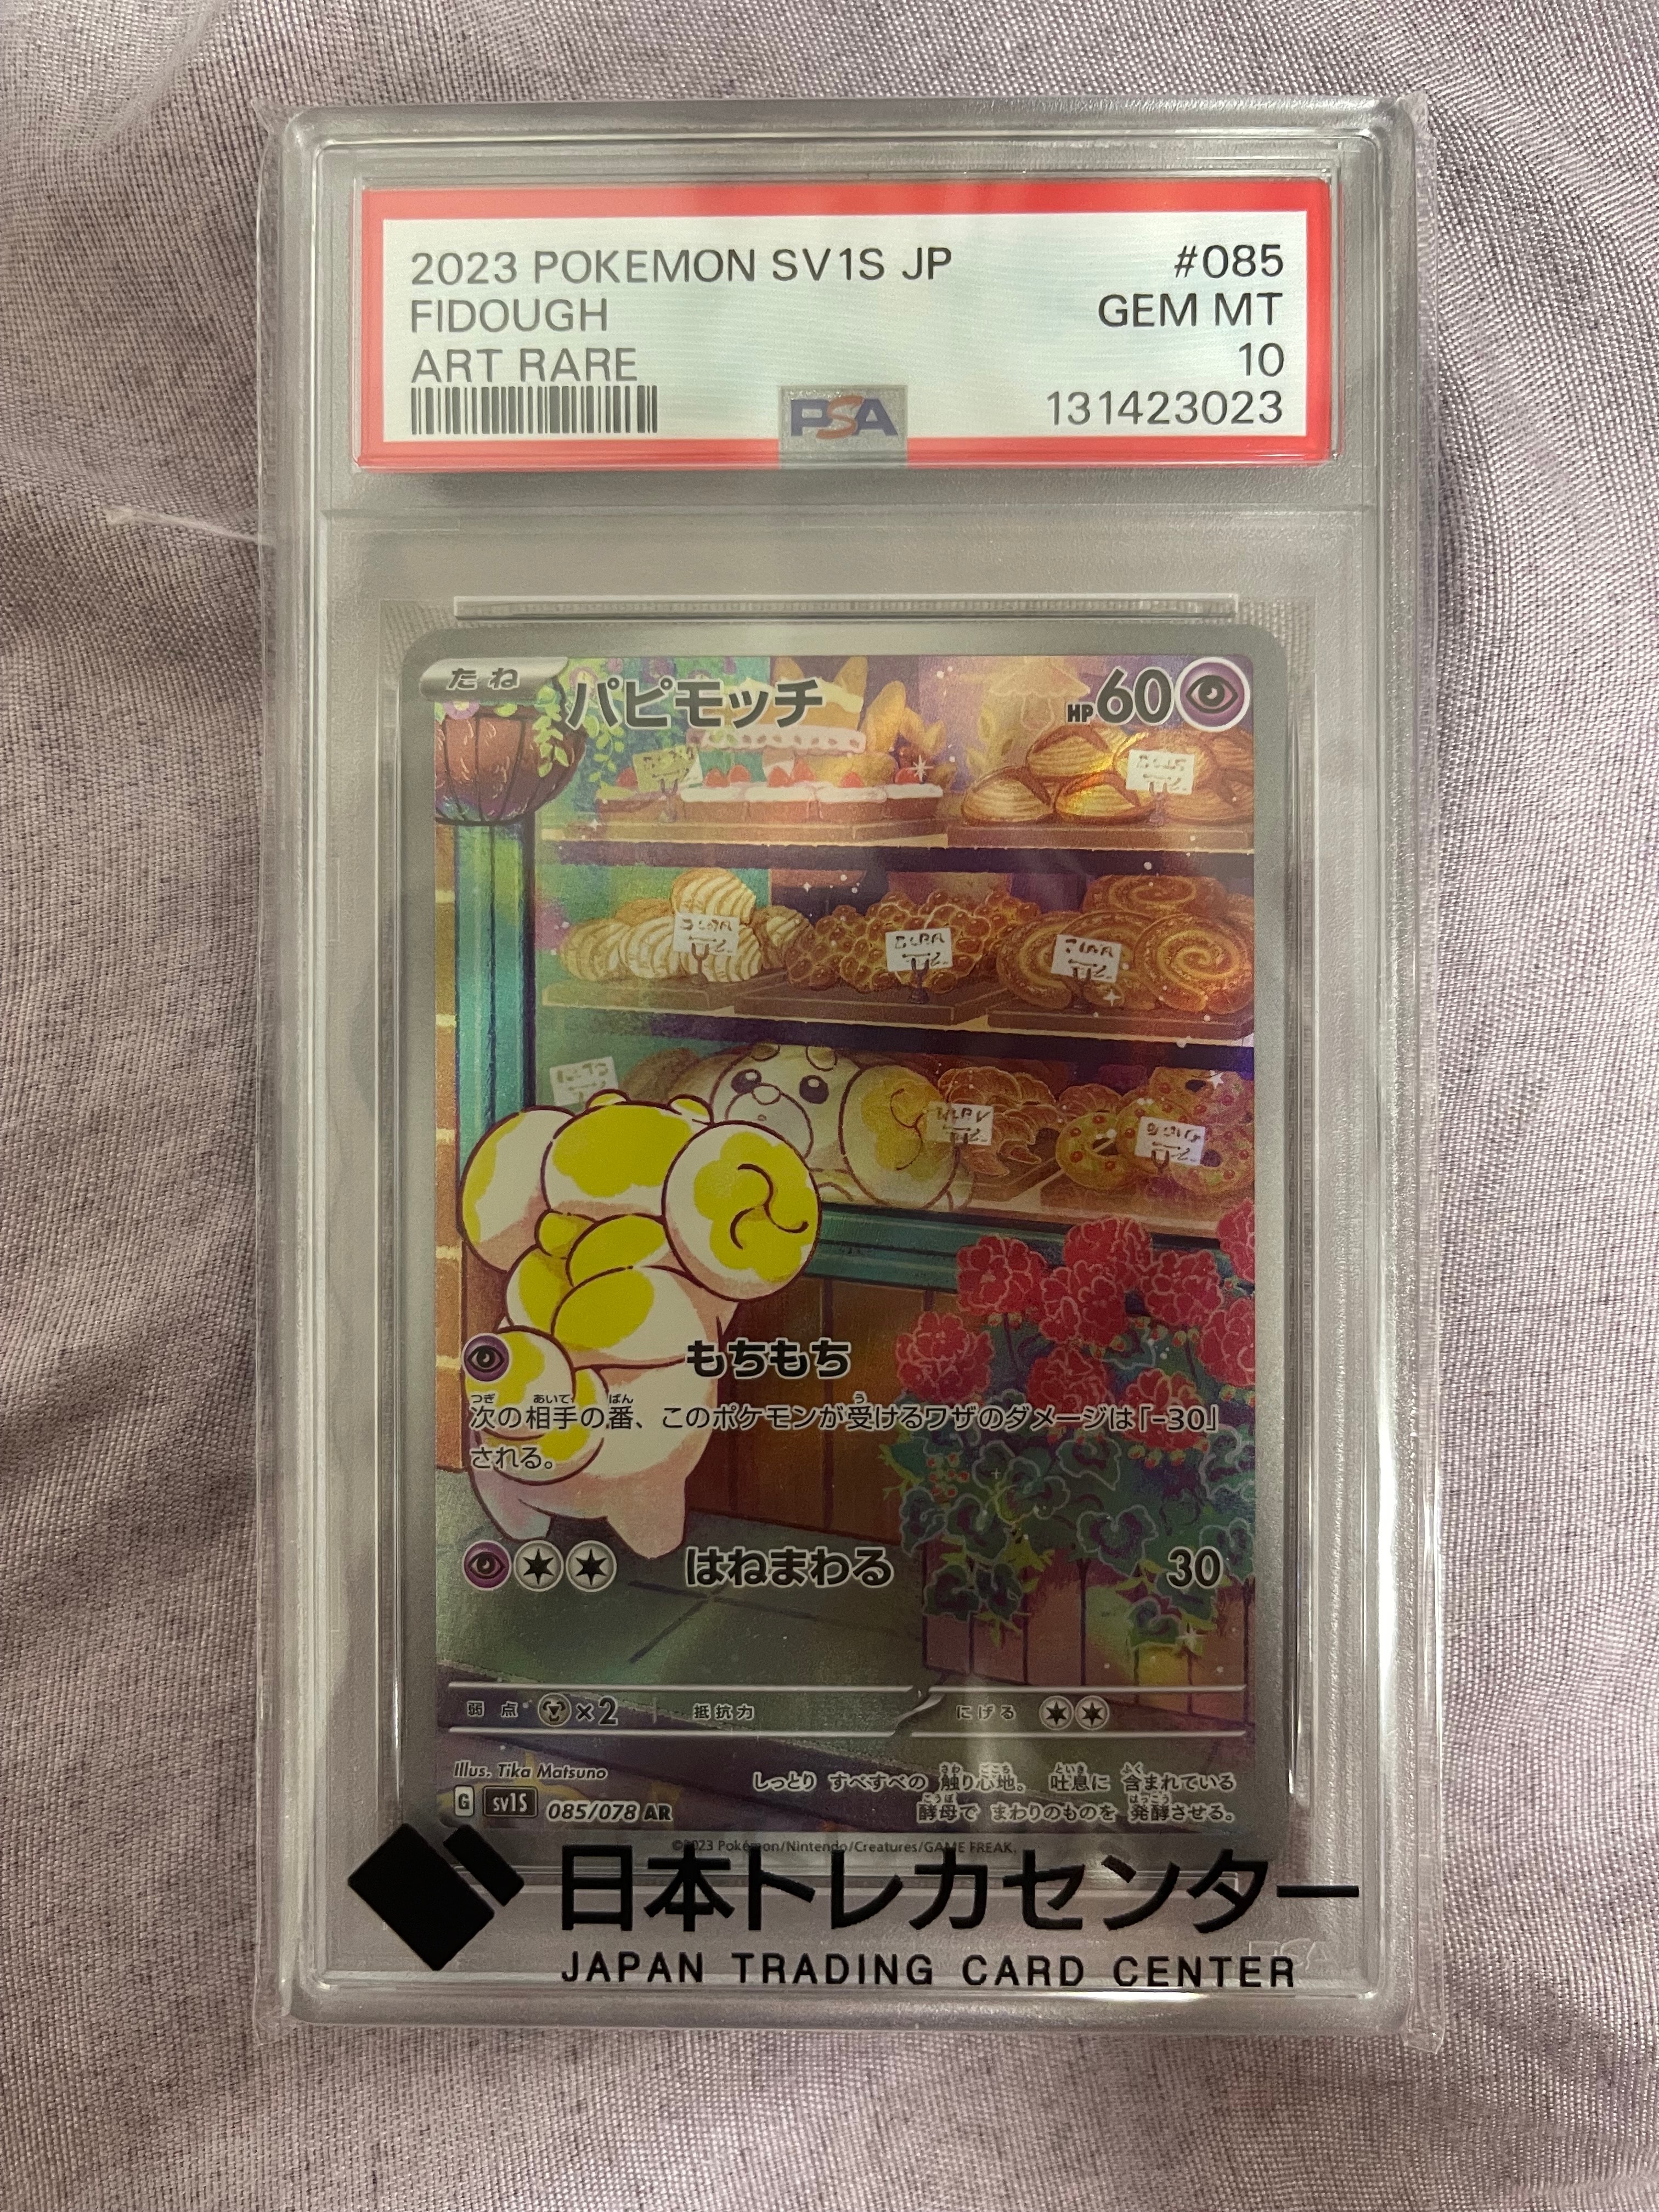 2023 POKEMON SV1S JP #085
FIDOUGH GEM MT
ART RARE 10
PSA 131423023
たね パピモッチ HP60
もちもち
次の相手の番、このポケモンが受けるワザのダメージは「-30」
される。
はねまわる 30
弱点 ×2 抵抗力 にげる
Illus. Tika Matsuno
しっとり すべすべの 触り心地。 吐息に 含まれている
酵母で まわりのものを 発酵させる。
G sv1S 085/078 AR
©2023 Pokémon/Nintendo/Creatures/GAME FREAK.
日本トレカセンター
JAPAN TRADING CARD CENTER